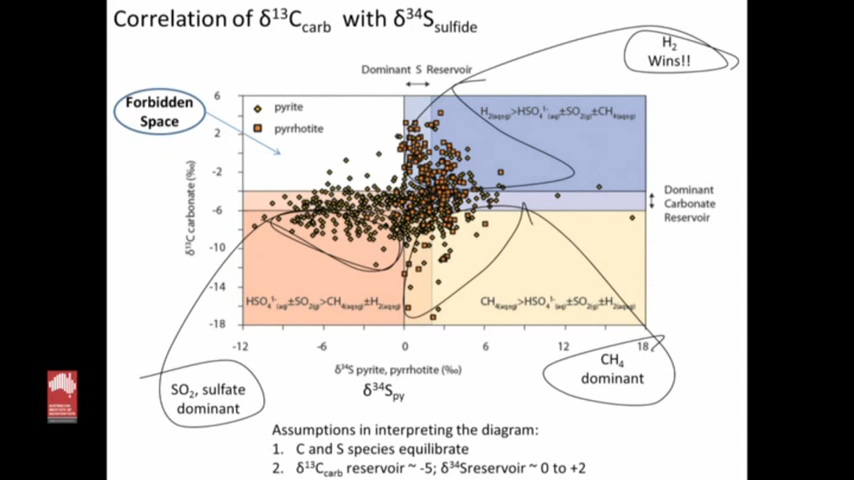 Correlation of δ¹³Ccarb with δ³⁴Ssulfide
H₂
Wins!!
Dominant S Reservoir
Forbidden
Space
pyrite
pyrrhotite
H₂(aq±g)>HSO₄¹⁻(aq)±SO₂(g)±CH₄(aq±g)
6
2
-2
-6
-10
-14
-18
δ¹³C carbonate (‰)
Dominant
Carbonate
Reservoir
HSO₄¹⁻(aq)±SO₂(g)>CH₄(aq±g)±H₂(aq±g)
CH₄(aq±g)>HSO₄¹⁻(aq)±SO₂(g)±H₂(aq±g)
-12
-6
0
6
12
18
δ³⁴S pyrite, pyrrhotite (‰)
δ³⁴Spy
SO₂, sulfate
dominant
CH₄
dominant
Assumptions in interpreting the diagram:
1. C and S species equilibrate
2. δ¹³Ccarb reservoir ~ -5; δ³⁴Sreservoir ~ 0 to +2